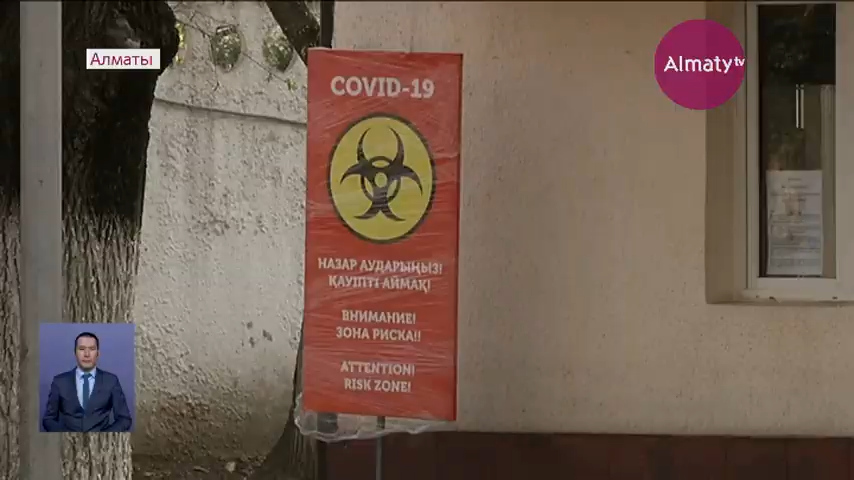 Алматы
Almaty tv
COVID-19
НАЗАР АУДАРЫҢЫЗ!
ҚАУІПТІ АЙМАҚ!
ВНИМАНИЕ!
ЗОНА РИСКА!!
ATTENTION!
RISK ZONE!